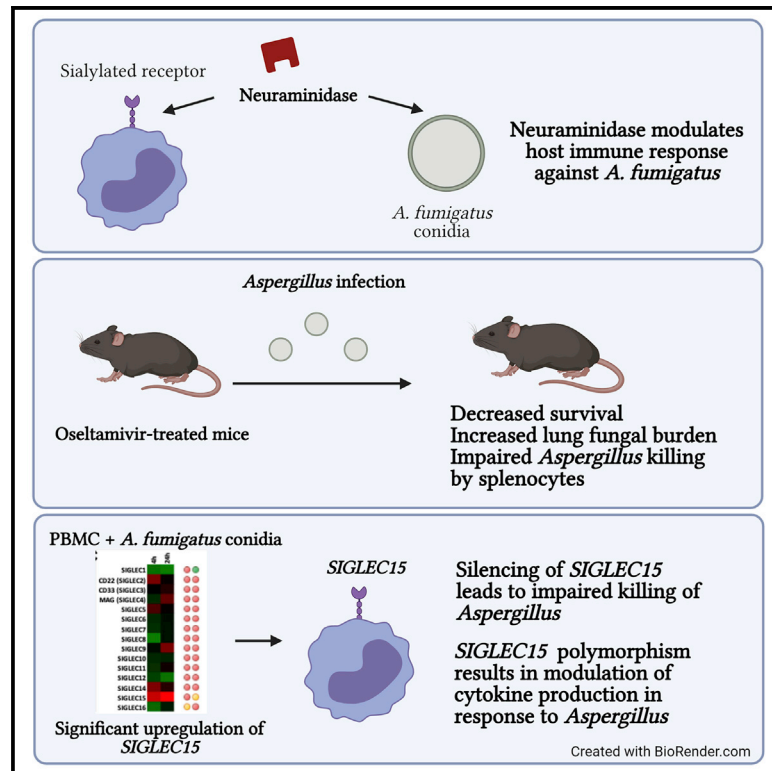 Sialylated receptor
Neuraminidase
A. fumigatus
conidia
Neuraminidase modulates
host immune response
against A. fumigatus
Aspergillus infection
Oseltamivir-treated mice
Decreased survival
Increased lung fungal burden
Impaired Aspergillus killing
by splenocytes
PBMC + A. fumigatus conidia
4h
24h
SIGLEC1
CD22 (SIGLEC2)
CD33 (SIGLEC3)
MAG (SIGLEC4)
SIGLEC5
SIGLEC6
SIGLEC7
SIGLEC8
SIGLEC9
SIGLEC10
SIGLEC11
SIGLEC12
SIGLEC14
SIGLEC15
SIGLEC16
Significant upregulation of
SIGLEC15
SIGLEC15
Silencing of SIGLEC15
leads to impaired killing of
Aspergillus
SIGLEC15 polymorphism
results in modulation of
cytokine production in
response to Aspergillus
Created with BioRender.com